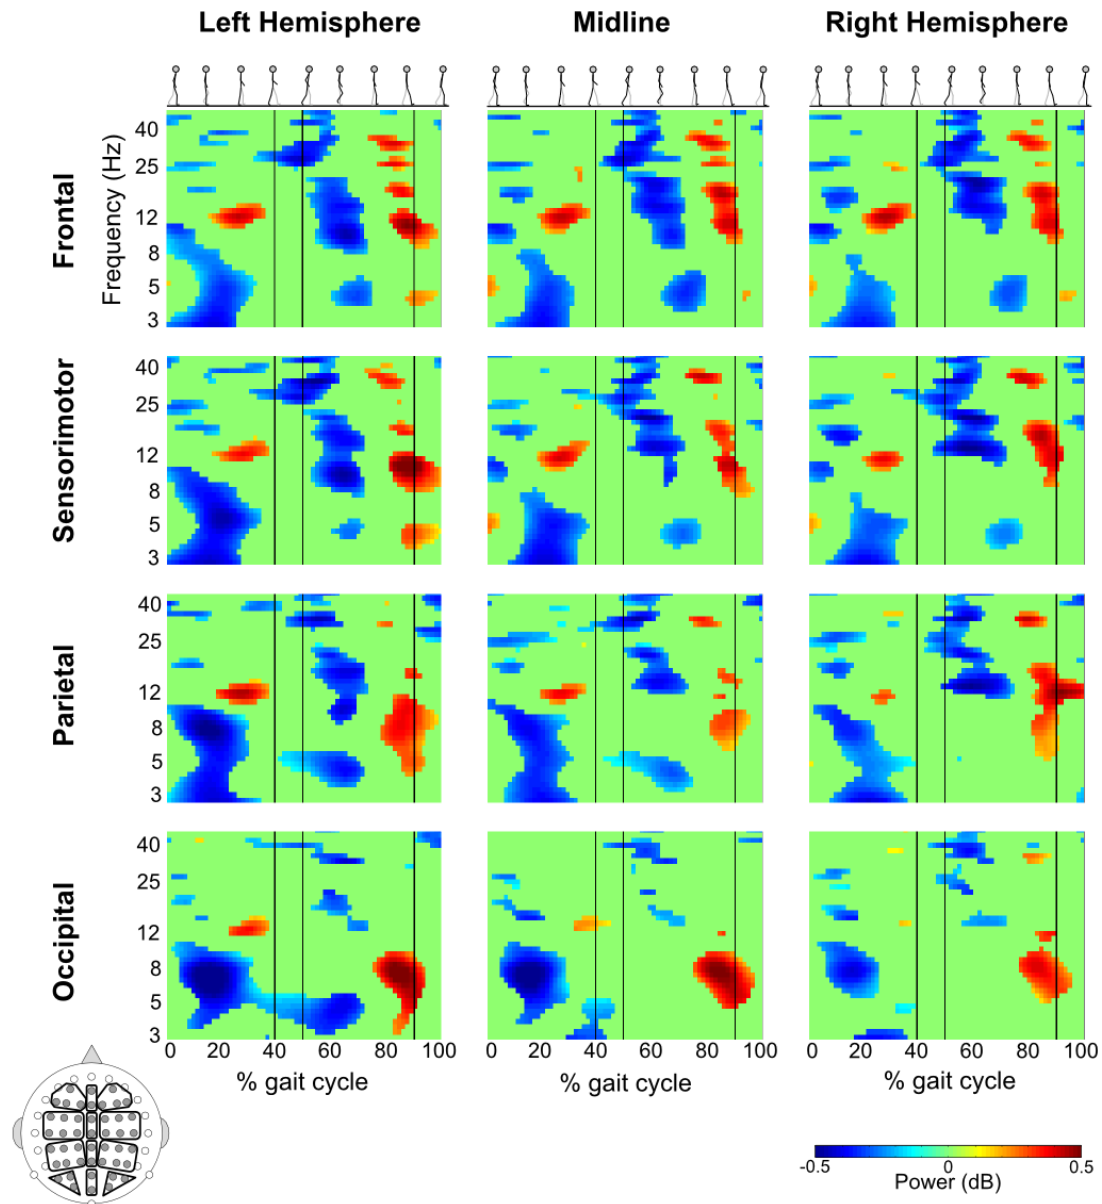 Left Hemisphere Midline Right Hemisphere
Frontal
Frequency (Hz)
40
25
12
8
5
3
Sensorimotor
40
25
12
8
5
3
Parietal
40
25
12
8
5
3
Occipital
40
25
12
8
5
3
0 20 40 60 80 100 0 20 40 60 80 100 0 20 40 60 80 100
% gait cycle % gait cycle % gait cycle
-0.5 0 0.5
Power (dB)